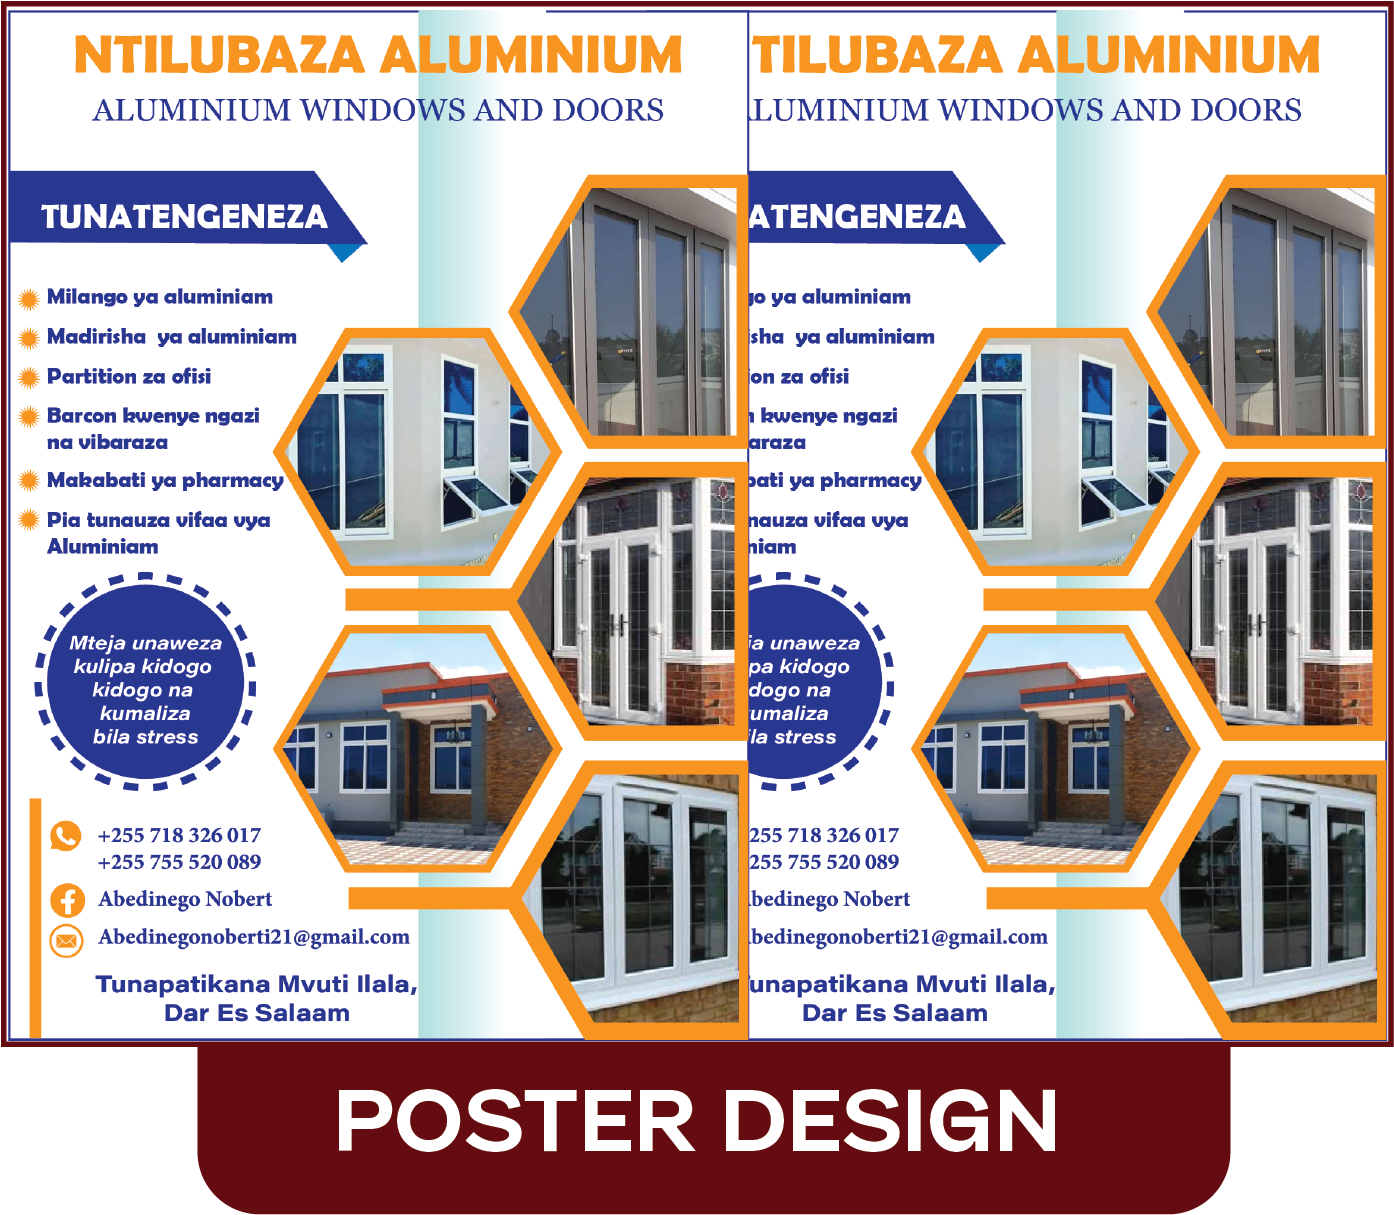 NTILUBAZA ALUMINIUM
ALUMINIUM WINDOWS AND DOORS
TUNATENGENEZA
Milango ya aluminiam
Madirisha ya aluminiam
Partition za ofisi
Barcon kwenye ngazi
na vibaraza
Makabati ya pharmacy
Pia tunauza vifaa vya
Aluminiam
Mteja unaweza
kulipa kidogo
kidogo na
kumaliza
bila stress
+255 718 326 017
+255 755 520 089
Abedinego Nobert
Abedinegonoberti21@gmail.com
Tunapatikana Mvuti Ilala,
Dar Es Salaam
TILUBAZA ALUMINIUM
LUMINIUM WINDOWS AND DOORS
ATENGENEZA
go ya aluminiam
isha ya aluminiam
ion za ofisi
n kwenye ngazi
araza
bati ya pharmacy
nauza vifaa vya
niam
ja unaweza
pa kidogo
dogo na
umaliza
ila stress
255 718 326 017
255 755 520 089
bedinego Nobert
bedinegonoberti21@gmail.com
unapatikana Mvuti Ilala,
Dar Es Salaam
POSTER DESIGN